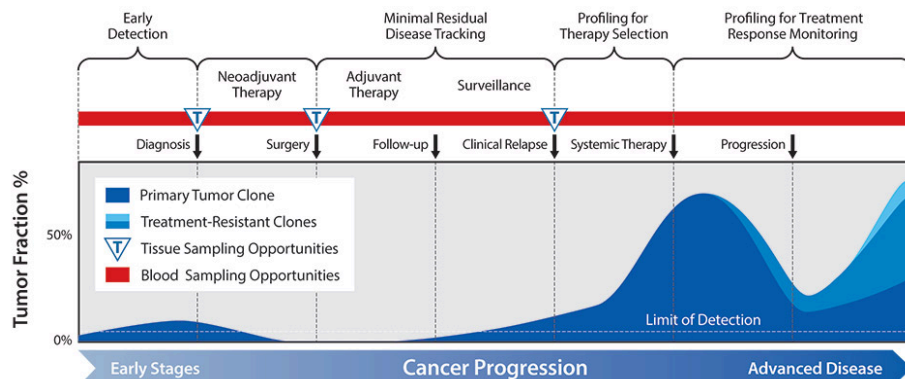 Early
Detection
Minimal Residual
Disease Tracking
Profiling for
Therapy Selection
Profiling for Treatment
Response Monitoring
Neoadjuvant
Therapy
Adjuvant
Therapy
Surveillance
T
T
T
Diagnosis
Surgery
Follow-up
Clinical Relapse
Systemic Therapy
Progression
Tumor Fraction %
50%
0%
Primary Tumor Clone
Treatment-Resistant Clones
T
Tissue Sampling Opportunities
Blood Sampling Opportunities
Limit of Detection
Early Stages
Cancer Progression
Advanced Disease